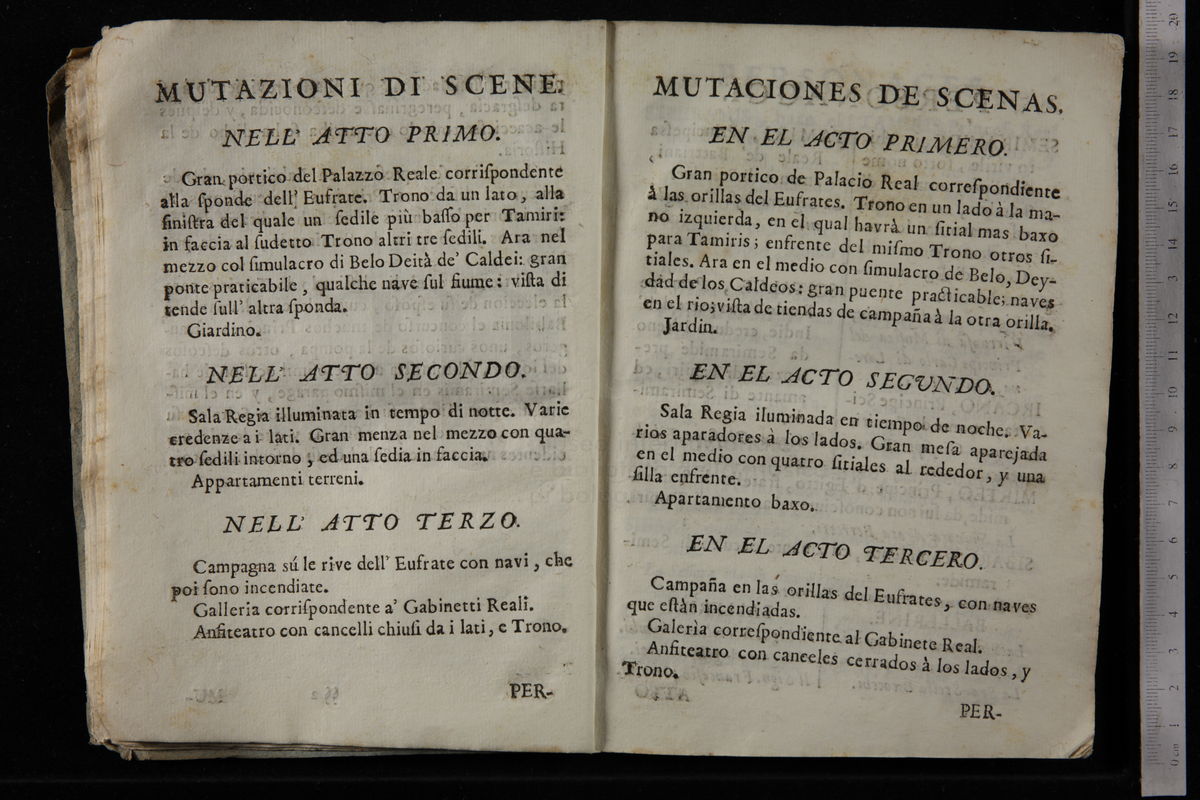 MUTAZIONI DI SCENE.
NELL' ATTO PRIMO.
Gran portico del Palazzo Reale corriſpondente
alla ſponde dell' Eufrate. Trono da un lato, alla
ſiniſtra del quale un ſedile più baſſo per Tamiri:
in faccia al ſudetto Trono altri tre ſedili. Ara nel
mezzo col ſimulacro di Belo Deità de' Caldei: gran
ponte praticabile, qualche nave ſul fiume: viſta di
tende ſull' altra ſponda.
Giardino.
NELL' ATTO SECONDO.
Sala Regia illuminata in tempo di notte. Varie
credenze a i lati. Gran menza nel mezzo con qua-
tro ſedili intorno, ed una ſedia in faccia.
Appartamenti terreni.
NELL' ATTO TERZO.
Campagna sú le rive dell' Eufrate con navi, che
poi ſono incendiate.
Galleria corriſpondente a' Gabinetti Reali.
Anfiteatro con cancelli chiuſi da i lati, e Trono.
PER-
MUTACIONES DE SCENAS.
EN EL ACTO PRIMERO.
Gran portico de Palacio Real correſpondiente
à las orillas del Eufrates. Trono en un lado à la ma-
no izquierda, en el qual havrà un ſitial mas baxo
para Tamiris; enfrente del miſmo Trono otros ſi-
tiales. Ara en el medio con ſimulacro de Belo, Dey-
dad de los Caldeos: gran puente practicable; naves
en el rio; viſta de tiendas de campaña à la otra orilla.
Jardin.
EN EL ACTO SEGVNDO.
Sala Regia iluminada en tiempo de noche. Va-
rios aparadores à los lados. Gran meſa aparejada
en el medio con quatro ſitiales al rededor, y una
ſilla enfrente.
Apartamento baxo.
EN EL ACTO TERCERO.
Campaña en las orillas del Eufrates, con naves
que eſtàn incendiadas.
Galerìa correſpondiente al Gabinete Real.
Anfiteatro con canceles cerrados à los lados, y
Trono.
PER-